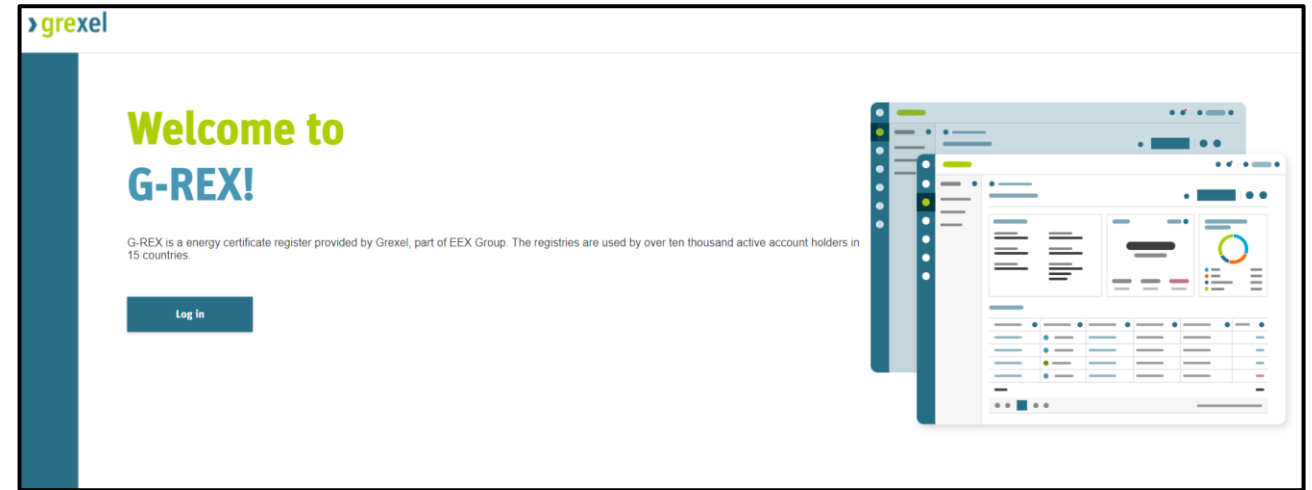 grexel
Welcome to
G-REX!
G-REX is a energy certificate register provided by Grexel, part of EEX Group. The registries are used by over ten thousand active account holders in
15 countries.
Log in